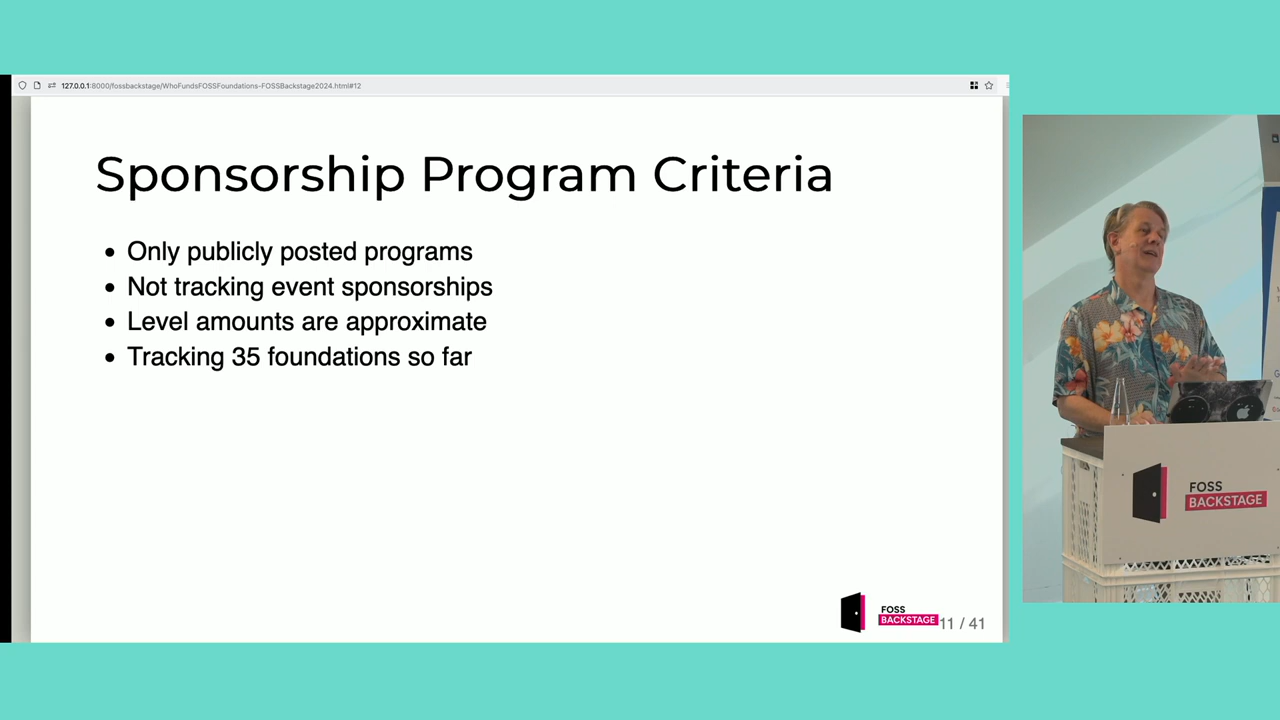 127.0.0.1:8000/fossbackstage/WhoFundsFOSSFoundations-FOSSBackstage2024.html#12
Sponsorship Program Criteria
• Only publicly posted programs
• Not tracking event sponsorships
• Level amounts are approximate
• Tracking 35 foundations so far
FOSS
BACKSTAGE
11 / 41
FOSS
BACKSTAGE